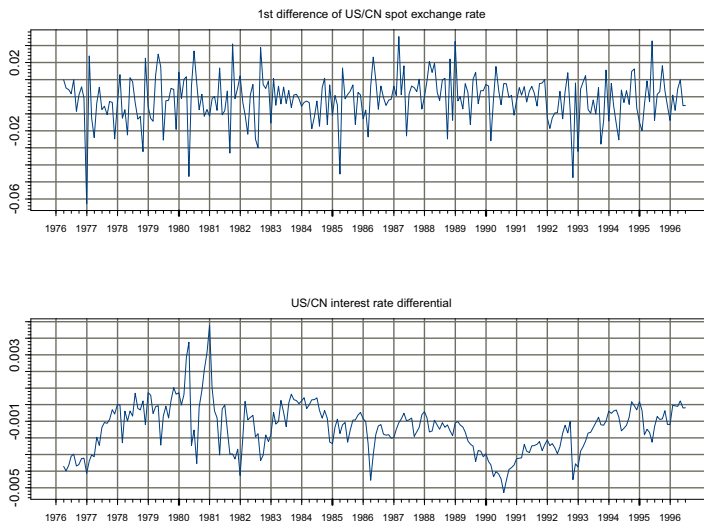 1st difference of US/CN spot exchange rate
0.02
-0.02
-0.06
1976 1977 1978 1979 1980 1981 1982 1983 1984 1985 1986 1987 1988 1989 1990 1991 1992 1993 1994 1995 1996
US/CN interest rate differential
0.003
-0.001
-0.005
1976 1977 1978 1979 1980 1981 1982 1983 1984 1985 1986 1987 1988 1989 1990 1991 1992 1993 1994 1995 1996